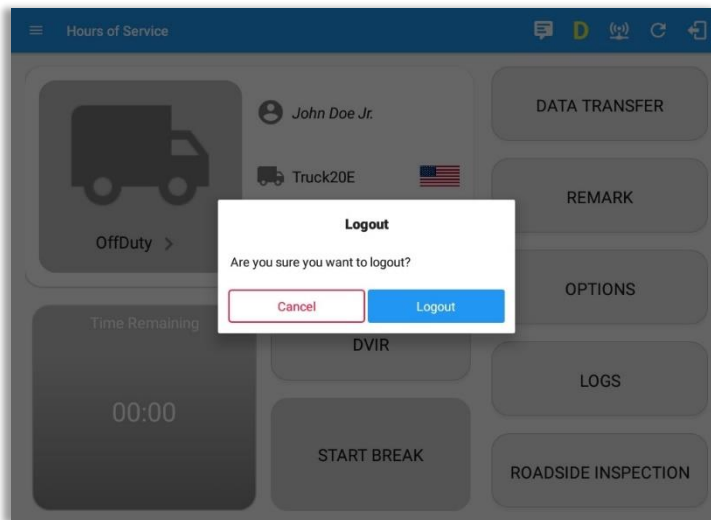 Hours of Service
D
John Doe Jr.
DATA TRANSFER
Truck20E
REMARK
OffDuty >
Logout
Are you sure you want to logout?
Cancel
Logout
OPTIONS
Time Remaining
DVIR
LOGS
00:00
START BREAK
ROADSIDE INSPECTION